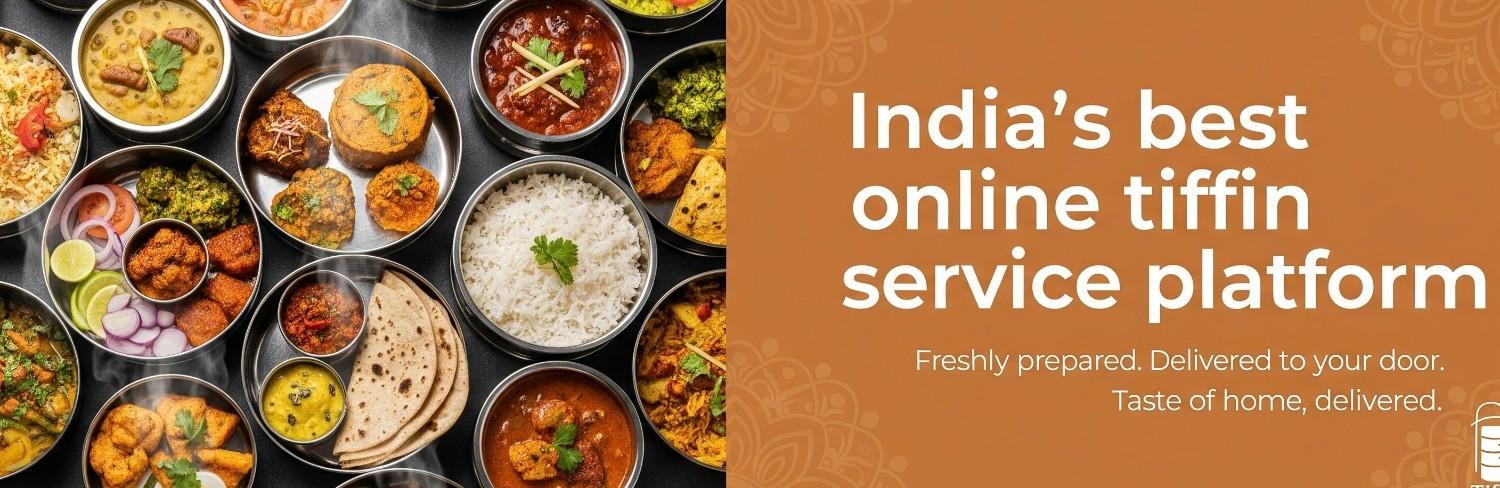 India’s best
online tiffin
service platform
Freshly prepared. Delivered to your door.
Taste of home, delivered.